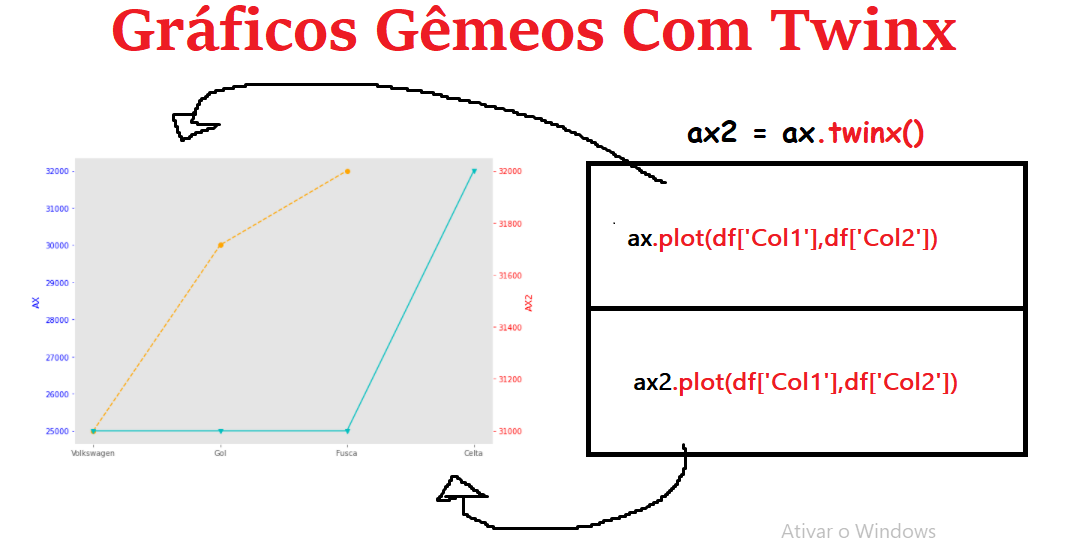 Gráficos Gêmeos Com Twinx
ax2 = ax.twinx()
ax.plot(df['Col1'],df['Col2'])
ax2.plot(df['Col1'],df['Col2'])
32000
31000
30000
29000
28000
27000
26000
25000
AX
32000
31800
31600
31400
31200
31000
AX2
Volkswagen Gol Fusca Celta
Ativar o Windows